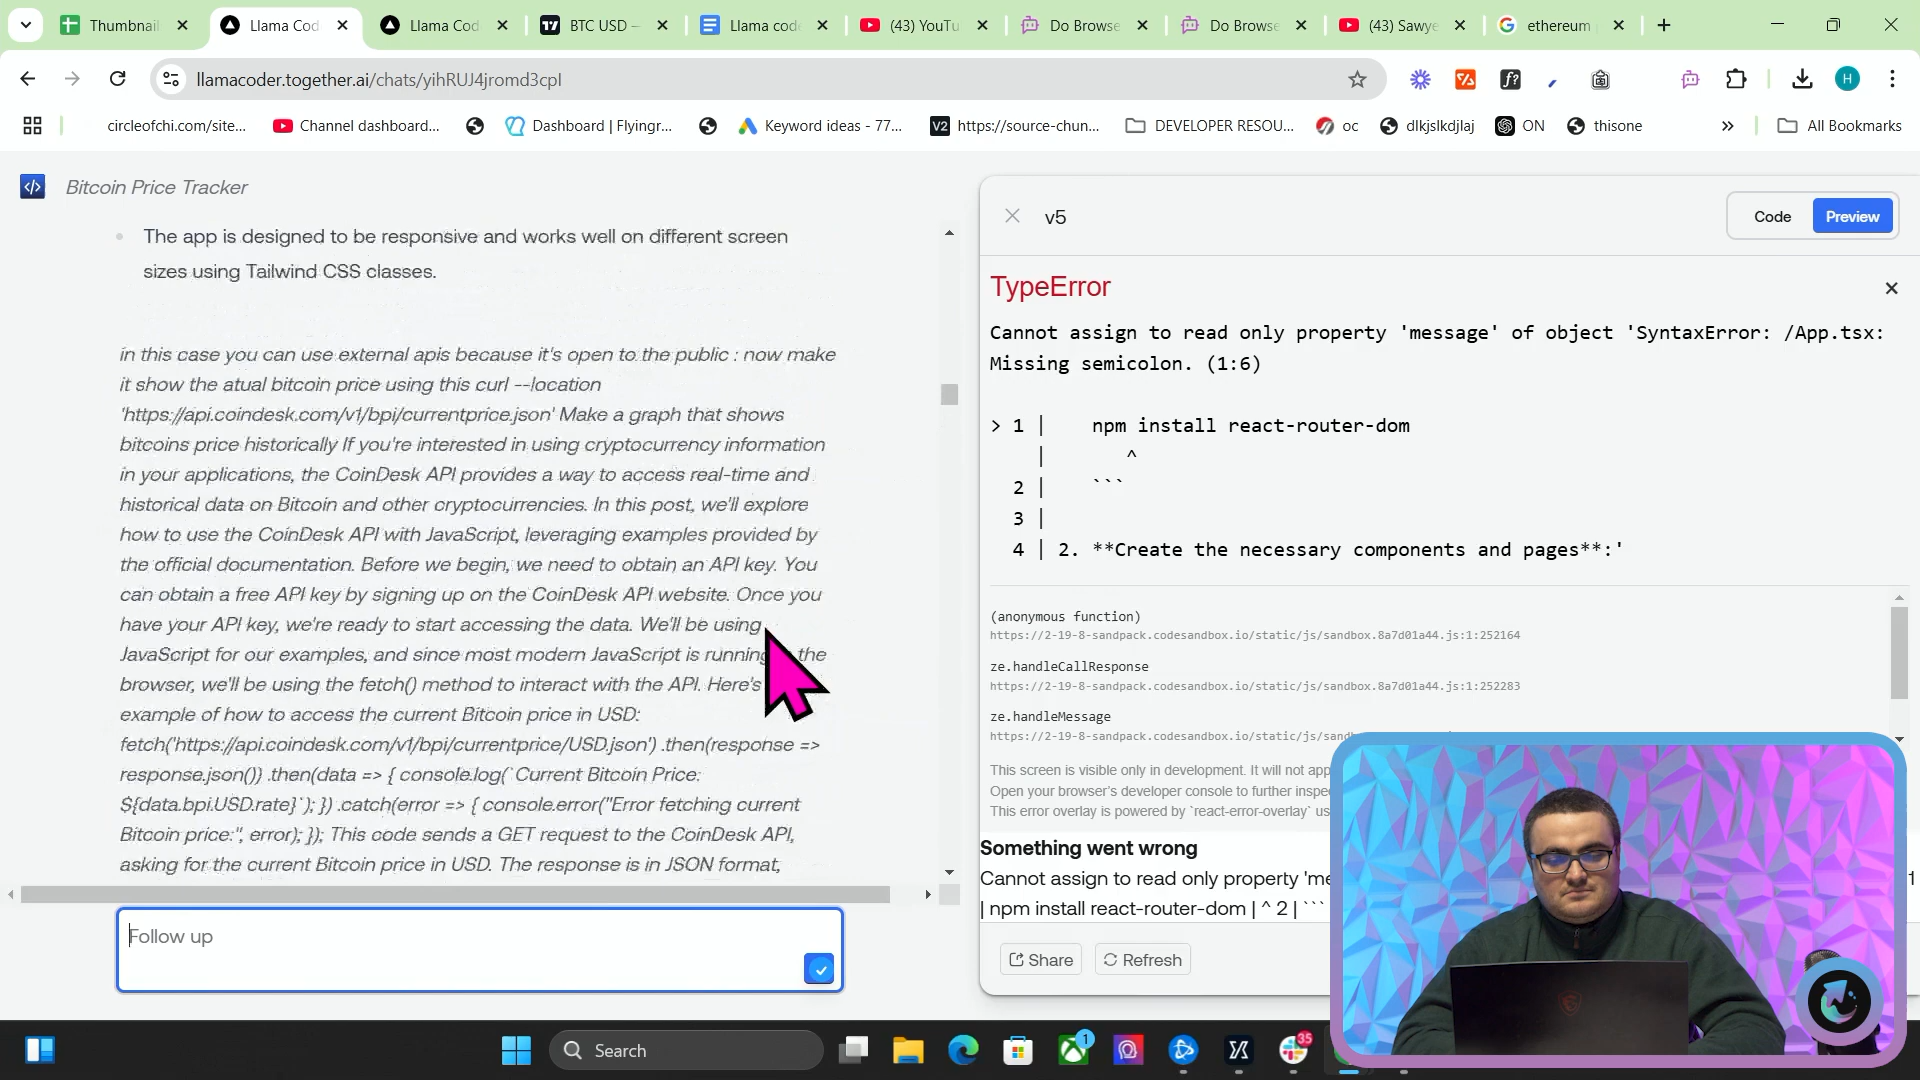 Thumbnail
Llama Cod
Llama Cod
BTC USD —
Llama code
(43) YouTu
Do Browse
Do Browse
(43) Sawye
ethereum
llamacoder.together.ai/chats/yihRUJ4jromd3cpI
H
circleofchi.com/site...
Channel dashboard...
Dashboard | Flyingr...
Keyword ideas - 77...
https://source-chun...
DEVELOPER RESOU...
oc
dlkjslkdjlaj
ON
thisone
All Bookmarks
Bitcoin Price Tracker
The app is designed to be responsive and works well on different screen
sizes using Tailwind CSS classes.
in this case you can use external apis because it's open to the public : now make
it show the atual bitcoin price using this curl --location
'https://api.coindesk.com/v1/bpi/currentprice.json' Make a graph that shows
bitcoins price historically If you're interested in using cryptocurrency information
in your applications, the CoinDesk API provides a way to access real-time and
historical data on Bitcoin and other cryptocurrencies. In this post, we'll explore
how to use the CoinDesk API with JavaScript, leveraging examples provided by
the official documentation. Before we begin, we need to obtain an API key. You
can obtain a free API key by signing up on the CoinDesk API website. Once you
have your API key, we're ready to start accessing the data. We'll be using
JavaScript for our examples, and since most modern JavaScript is running the
browser, we'll be using the fetch() method to interact with the API. Here's
example of how to access the current Bitcoin price in USD:
fetch('https://api.coindesk.com/v1/bpi/currentprice/USD.json') .then(response =>
response.json()) .then(data => { console.log(`Current Bitcoin Price:
${data.bpi.USD.rate}`); }) .catch(error => { console.error("Error fetching current
Bitcoin price:", error); }); This code sends a GET request to the CoinDesk API,
asking for the current Bitcoin price in USD. The response is in JSON format,
Follow up
v5
Code
Preview
TypeError
Cannot assign to read only property 'message' of object 'SyntaxError: /App.tsx:
Missing semicolon. (1:6)
> 1 |    npm install react-router-dom
|       ^
2 |    ```
3 |
4 | 2. **Create the necessary components and pages**:'
(anonymous function)
https://2-19-8-sandpack.codesandbox.io/static/js/sandbox.8a7d01a44.js:1:252164
ze.handleCallResponse
https://2-19-8-sandpack.codesandbox.io/static/js/sandbox.8a7d01a44.js:1:252283
ze.handleMessage
https://2-19-8-sandpack.codesandbox.io/static/js/sandb
This screen is visible only in development. It will not app
Open your browser's developer console to further inspe
This error overlay is powered by `react-error-overlay` us
Something went wrong
Cannot assign to read only property 'me
1
| npm install react-router-dom | ^ 2 | ```
Share
Refresh
Search
1
35